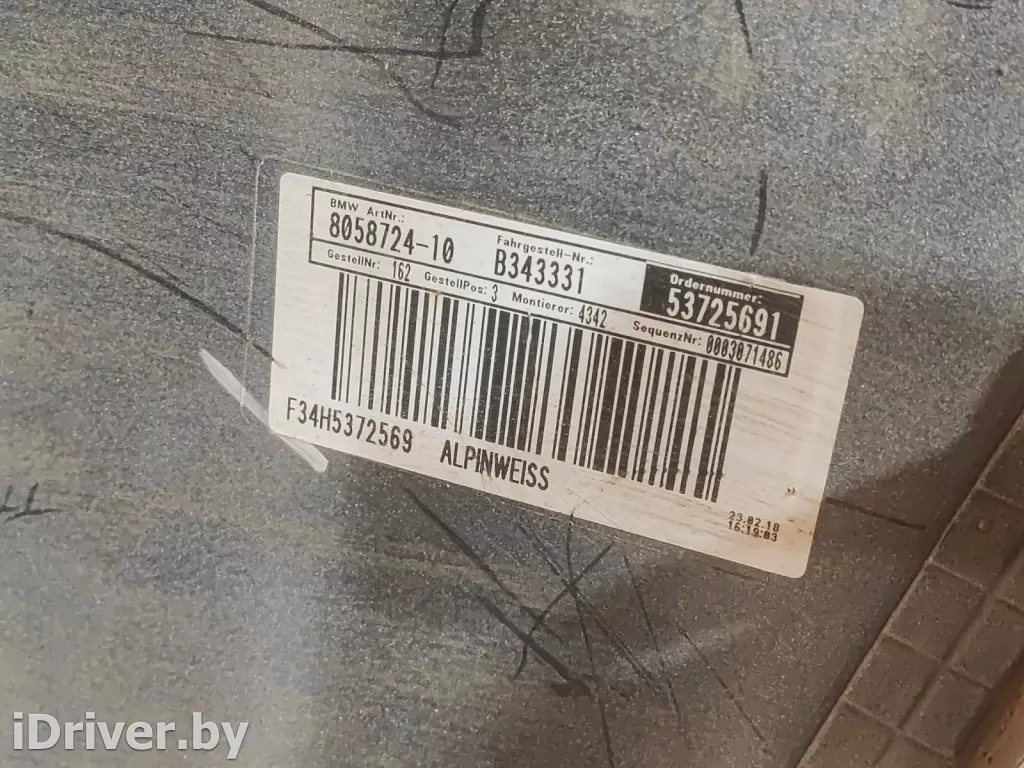 BMW ArtNr.:
8058724-10
Fahrgestell-Nr.:
B343331
Ordernummer:
53725691
GestellNr: 162 GestellPos: 3 Montierer: 4342 SequenzNr: 0003071486
F34H5372569 ALPINWEISS
23.02.18
16:19:03
iDriver.by